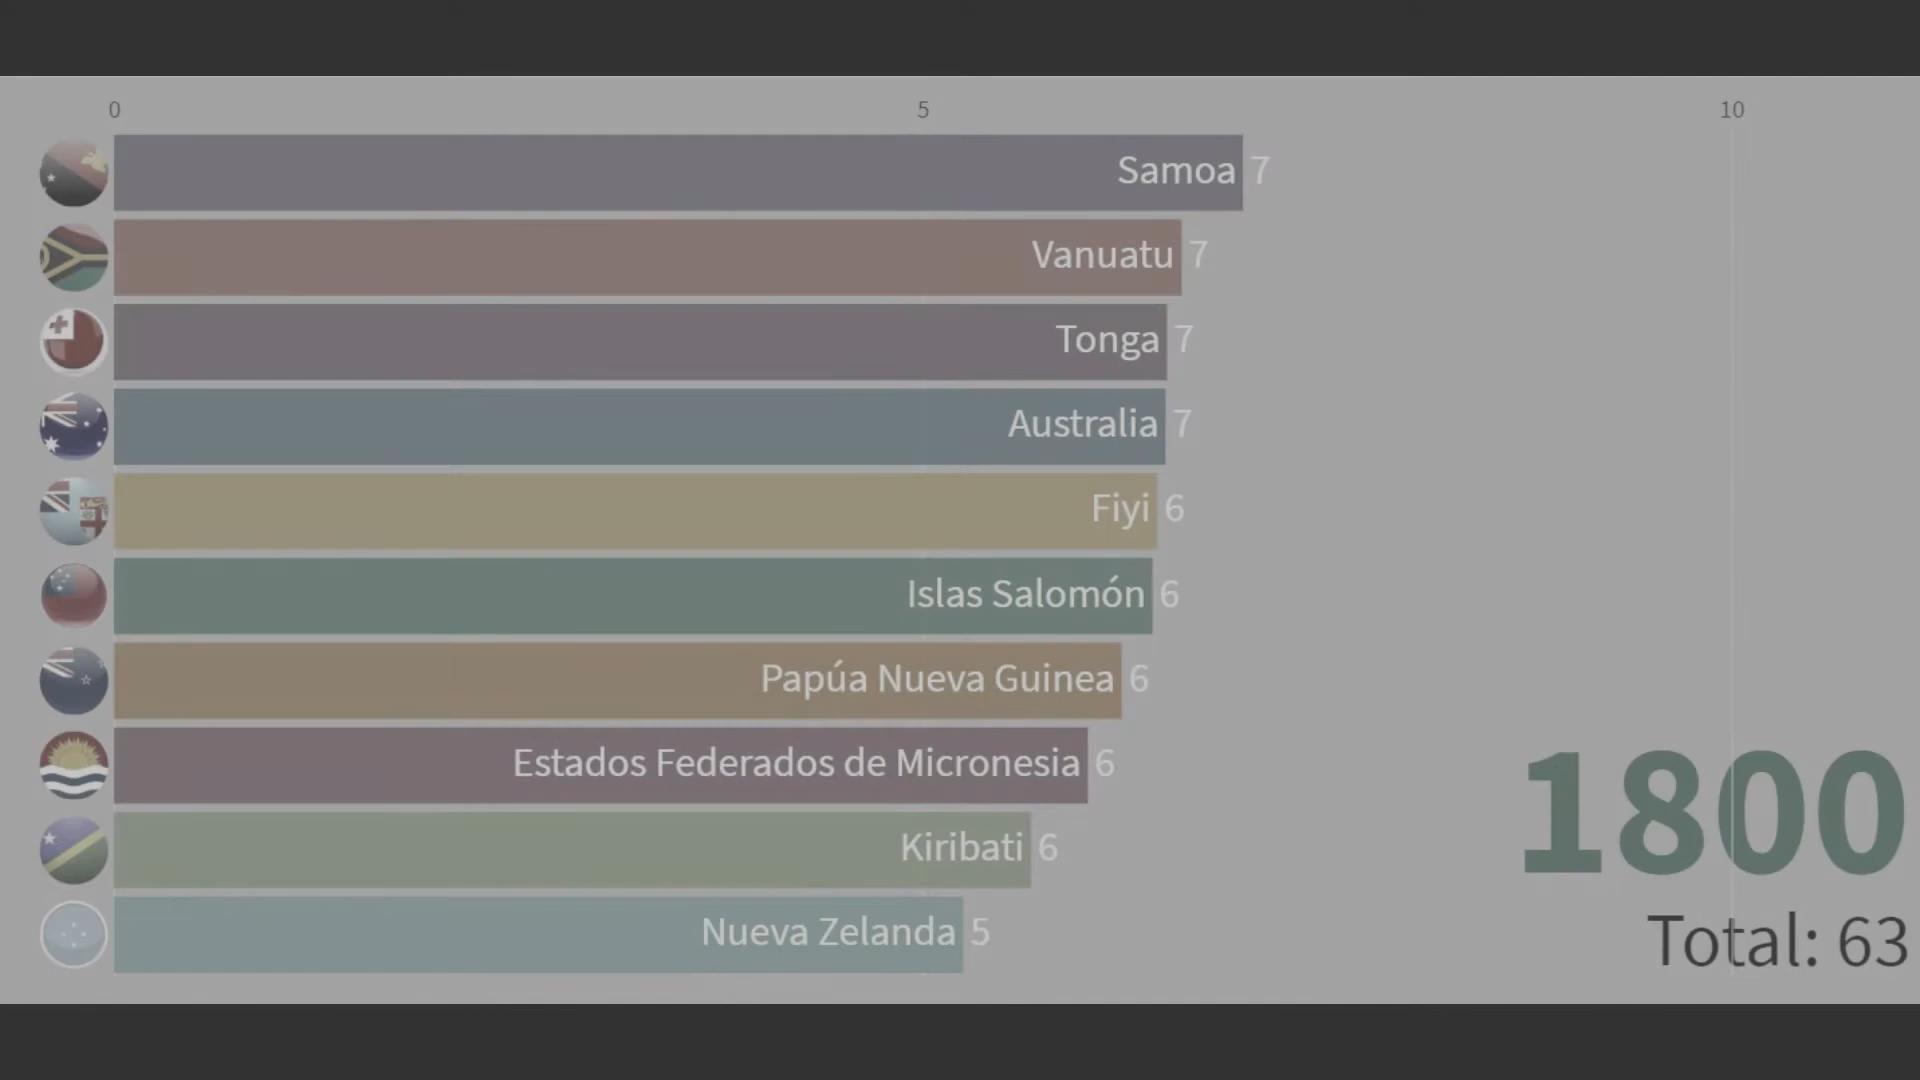 0 5 10
Samoa 7
Vanuatu 7
Tonga 7
Australia 7
Fiyi 6
Islas Salomón 6
Papúa Nueva Guinea 6
Estados Federados de Micronesia 6
Kiribati 6
Nueva Zelanda 5
1800
Total: 63